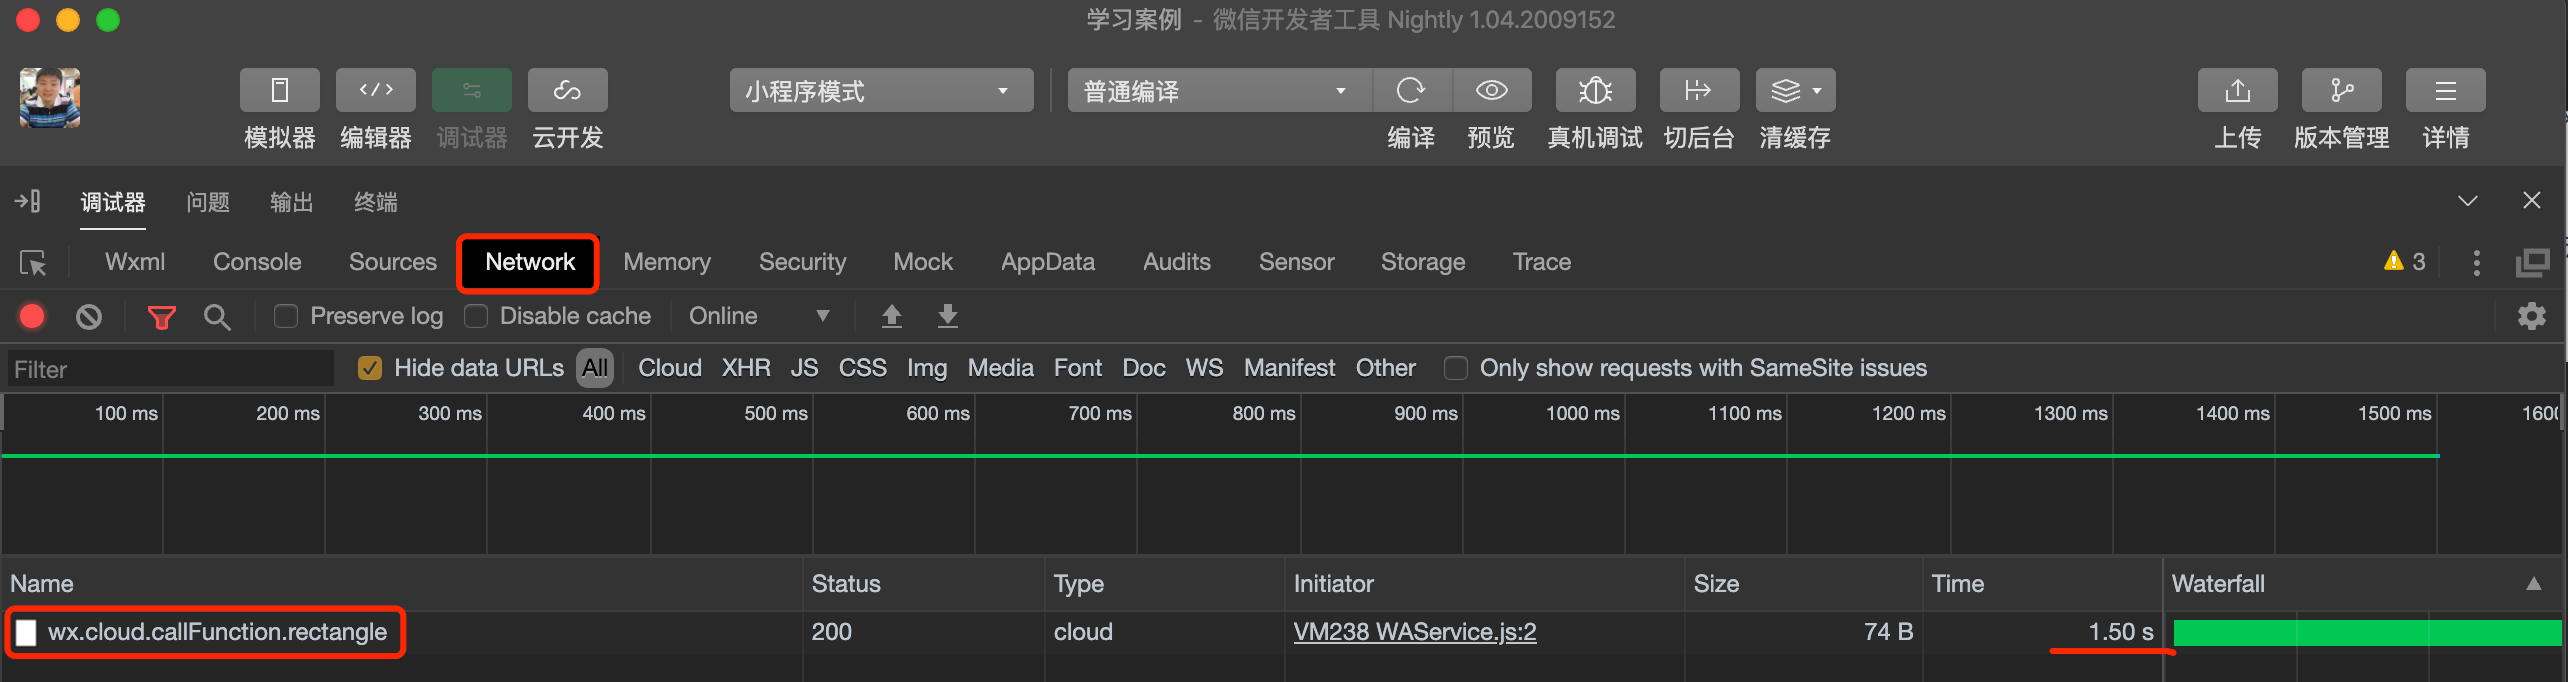 学习案例 - 微信开发者工具 Nightly 1.04.2009152
小程序模式 普通编译
模拟器 编辑器 调试器 云开发 编译 预览 真机调试 切后台 清缓存 上传 版本管理 详情
调试器 问题 输出 终端
Wxml Console Sources Network Memory Security Mock AppData Audits Sensor Storage Trace 3
Preserve log Disable cache Online
Filter Hide data URLs All Cloud XHR JS CSS Img Media Font Doc WS Manifest Other Only show requests with SameSite issues
100 ms 200 ms 300 ms 400 ms 500 ms 600 ms 700 ms 800 ms 900 ms 1000 ms 1100 ms 1200 ms 1300 ms 1400 ms 1500 ms
Name Status Type Initiator Size Time Waterfall
wx.cloud.callFunction.rectangle 200 cloud VM238 WAService.js:2 74 B 1.50 s